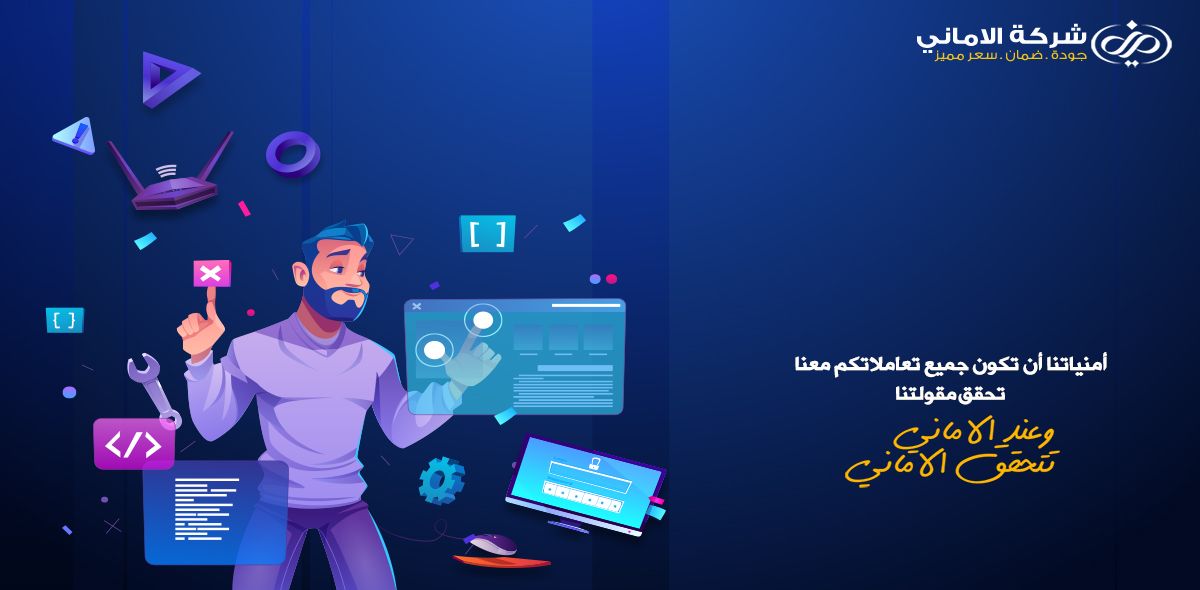 شركة الاماني
جودة . ضمان . سعر مميز
أمنياتنا أن تكون جميع تعاملاتكم معنا
تحقق مقولتنا
وعند الاماني
تتحقق الاماني
[ ]
{ }
</>